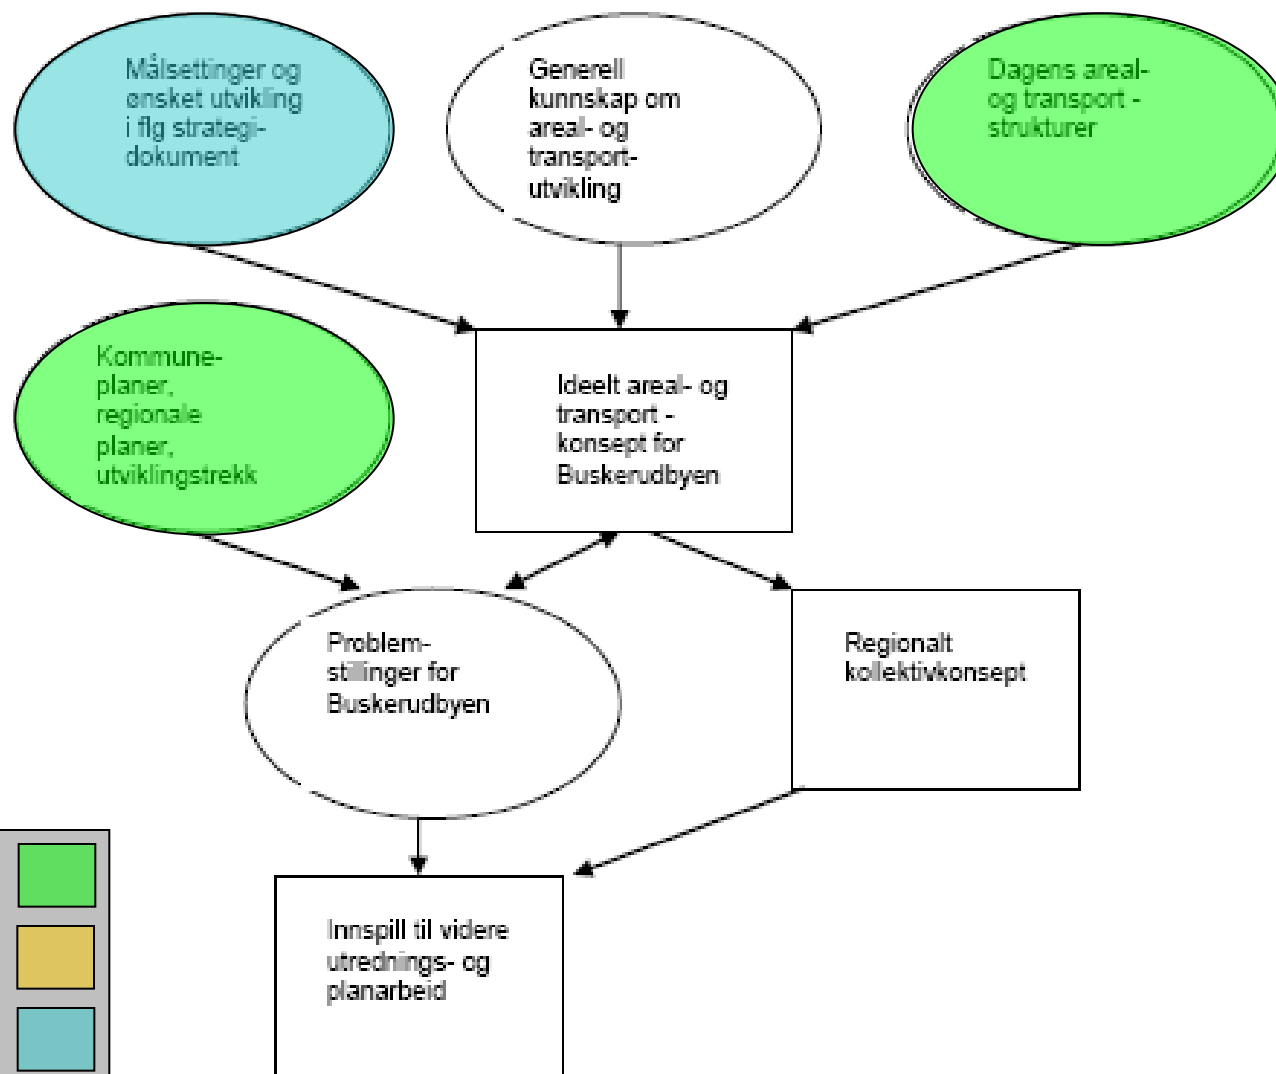 Målsettinger og
ønsket utvikling
i flg strategi-
dokument
Generell
kunnskap om
areal- og
transport-
utvikling
Dagens areal-
og transport -
strukturer
Kommune-
planer,
regionale
planer,
utviklingstrekk
Ideelt areal- og
transport -
konsept for
Buskerudbyen
Problem-
stillinger for
Buskerudbyen
Regionalt
kollektivkonsept
Innspill til videre
utrednings- og
planarbeid